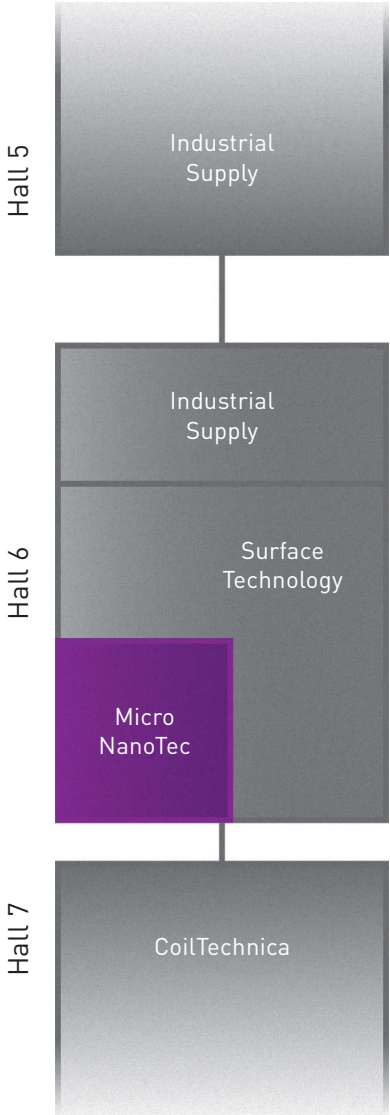 Hall 5
Industrial
Supply
Hall 6
Industrial
Supply
Surface
Technology
Micro
NanoTec
Hall 7
CoilTechnica